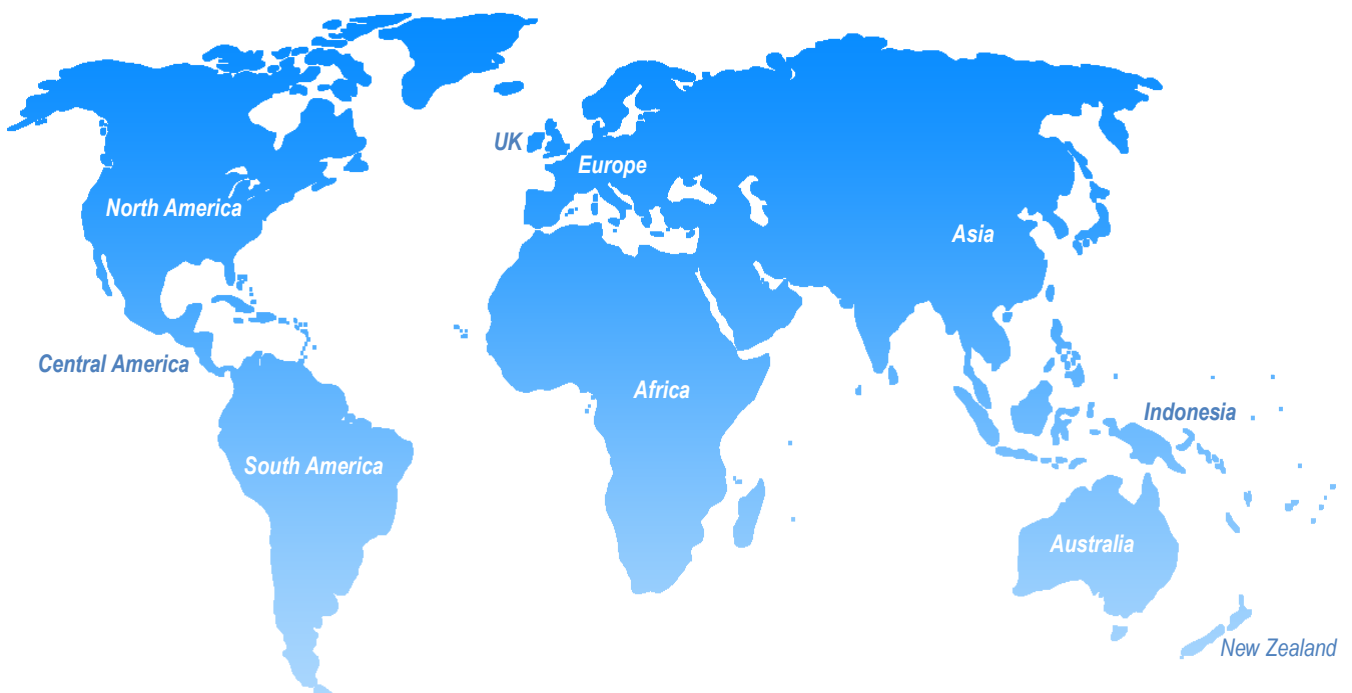 UK
Europe
North America
Asia
Central America
Africa
Indonesia
South America
Australia
New Zealand